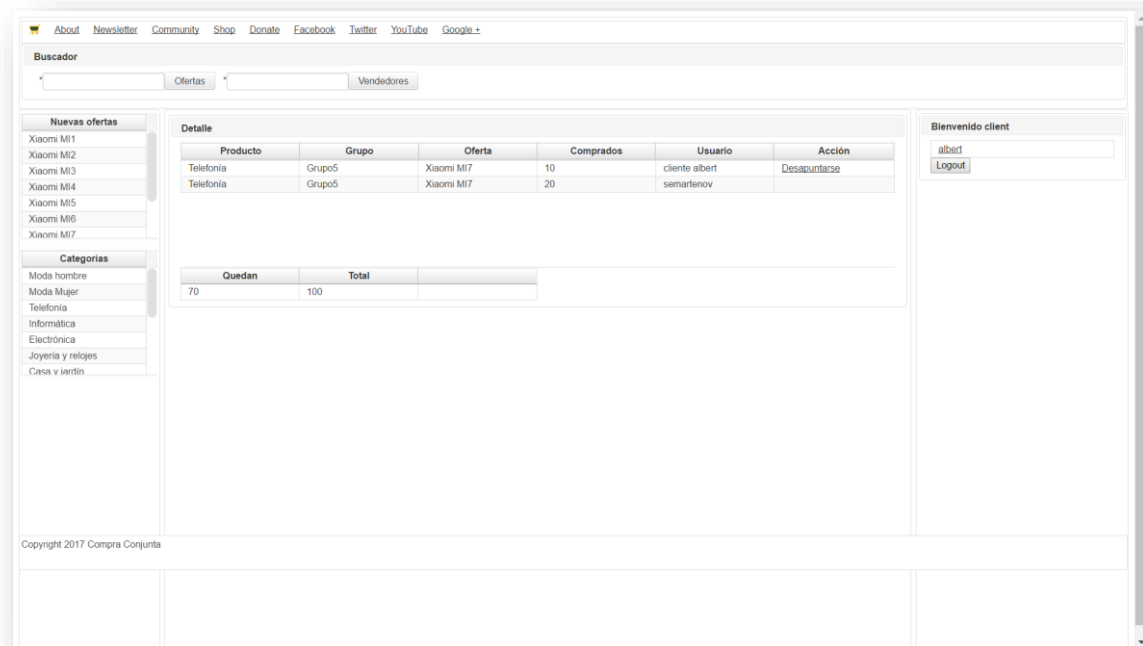 About Newsletter Community Shop Donate Facebook Twitter YouTube Google +
Buscador
* Ofertas * Vendedores
Nuevas ofertas
Xiaomi MI1
Xiaomi MI2
Xiaomi MI3
Xiaomi MI4
Xiaomi MI5
Xiaomi MI6
Xiaomi MI7
Categorias
Moda hombre
Moda Mujer
Telefonía
Informática
Electrónica
Joyería y relojes
Casa y jardín
Detalle
Producto Grupo Oferta Comprados Usuario Acción
Telefonía Grupo5 Xiaomi MI7 10 cliente albert Desapuntarse
Telefonía Grupo5 Xiaomi MI7 20 semartenov
Quedan Total
70 100
Bienvenido client
albert
Logout
Copyright 2017 Compra Conjunta